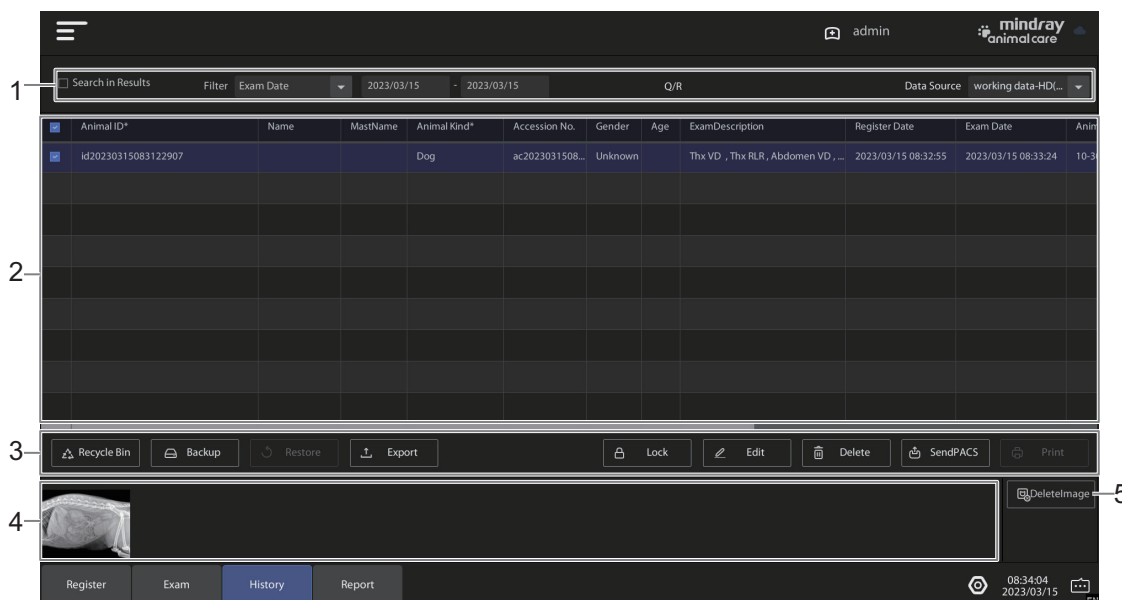 admin
mindray
animal care
1
Search in Results Filter Exam Date 2023/03/15 - 2023/03/15 Q/R Data Source working data-HD(...
Animal ID* Name MastName Animal Kind* Accession No. Gender Age ExamDescription Register Date Exam Date Anim
id20230315083122907 Dog ac2023031508... Unknown Thx VD , Thx RLR , Abdomen VD , ... 2023/03/15 08:32:55 2023/03/15 08:33:24 10-30
2
3
Recycle Bin Backup Restore Export Lock Edit Delete SendPACS Print
DeleteImage 5
4
Register Exam History Report 08:34:04
2023/03/15
EN